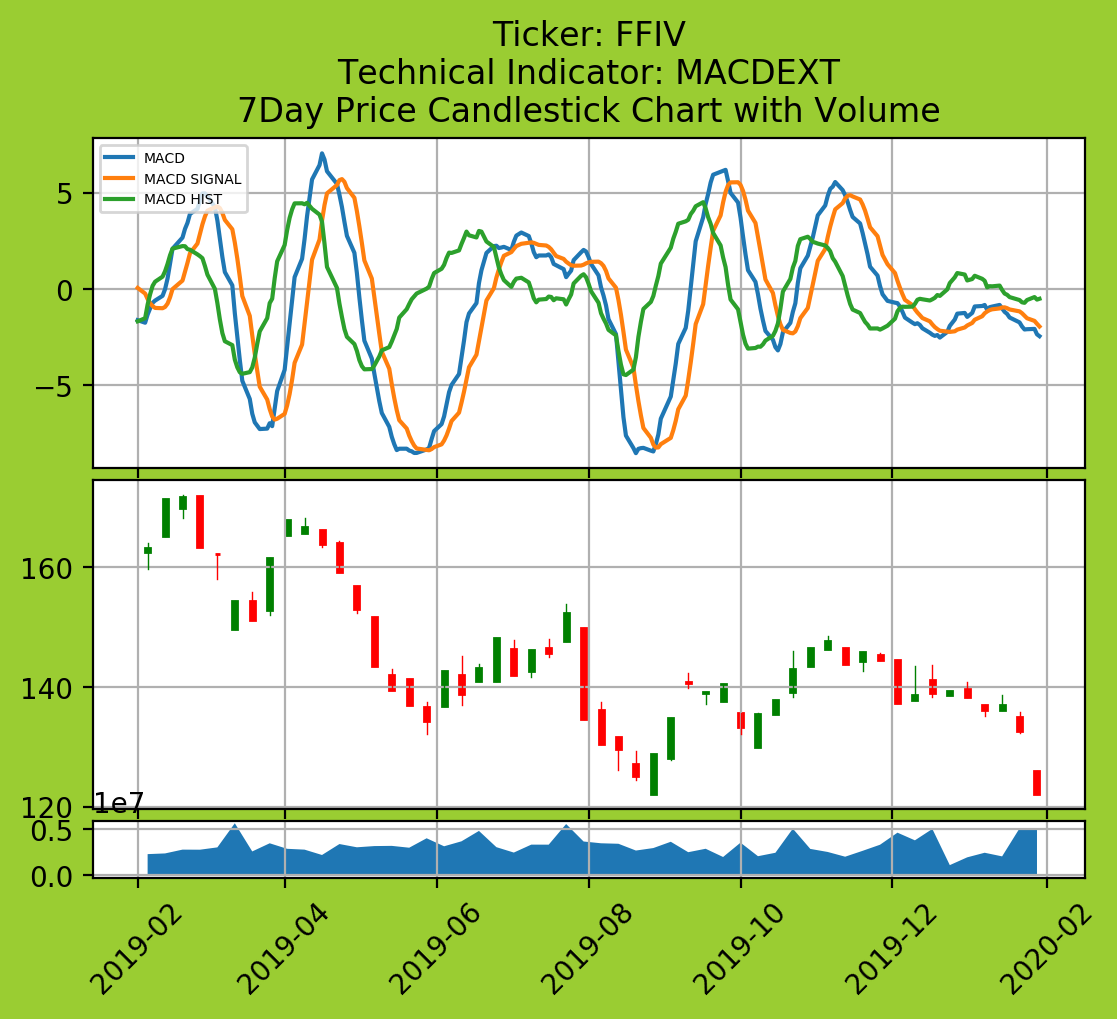 Ticker: FFIV
Technical Indicator: MACDEXT
7Day Price Candlestick Chart with Volume
MACD
MACD SIGNAL
MACD HIST
5
0
−5
160
140
120
1e7
0.5
0.0
2019-02
2019-04
2019-06
2019-08
2019-10
2019-12
2020-02